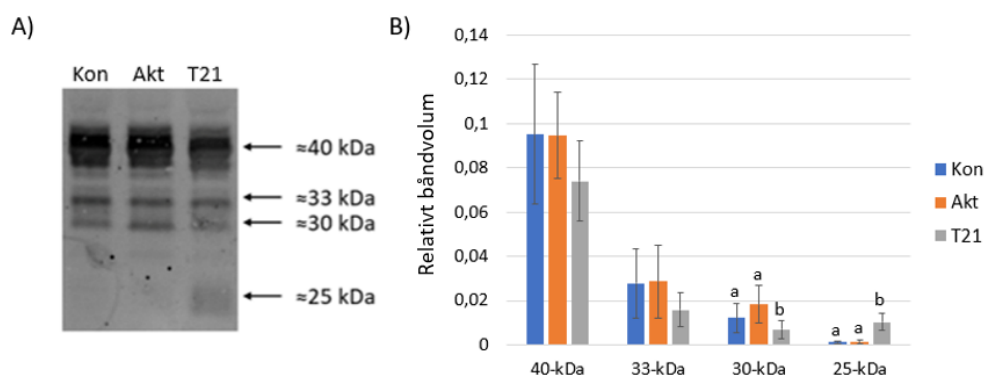 A)
Kon Akt T21
≈40 kDa
≈33 kDa
≈30 kDa
≈25 kDa
B)
Relativt båndvolum
0,14
0,12
0,1
0,08
0,06
0,04
0,02
0
a a b
a a b
40-kDa 33-kDa 30-kDa 25-kDa
Kon
Akt
T21